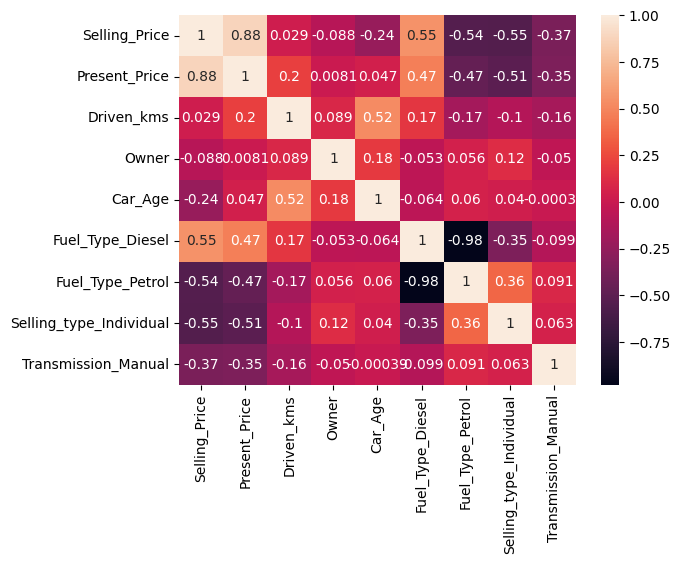 Selling_Price 1 0.88 0.029 -0.088 -0.24 0.55 -0.54 -0.55 -0.37
Present_Price 0.88 1 0.2 0.0081 0.047 0.47 -0.47 -0.51 -0.35
Driven_kms 0.029 0.2 1 0.089 0.52 0.17 -0.17 -0.1 -0.16
Owner -0.088 0.0081 0.089 1 0.18 -0.053 0.056 0.12 -0.05
Car_Age -0.24 0.047 0.52 0.18 1 -0.064 0.06 0.04 -0.0003
Fuel_Type_Diesel 0.55 0.47 0.17 -0.053 -0.064 1 -0.98 -0.35 -0.099
Fuel_Type_Petrol -0.54 -0.47 -0.17 0.056 0.06 -0.98 1 0.36 0.091
Selling_type_Individual -0.55 -0.51 -0.1 0.12 0.04 -0.35 0.36 1 0.063
Transmission_Manual -0.37 -0.35 -0.16 -0.05 -0.00039 -0.099 0.091 0.063 1
Selling_Price
Present_Price
Driven_kms
Owner
Car_Age
Fuel_Type_Diesel
Fuel_Type_Petrol
Selling_type_Individual
Transmission_Manual
1.00
0.75
0.50
0.25
0.00
-0.25
-0.50
-0.75